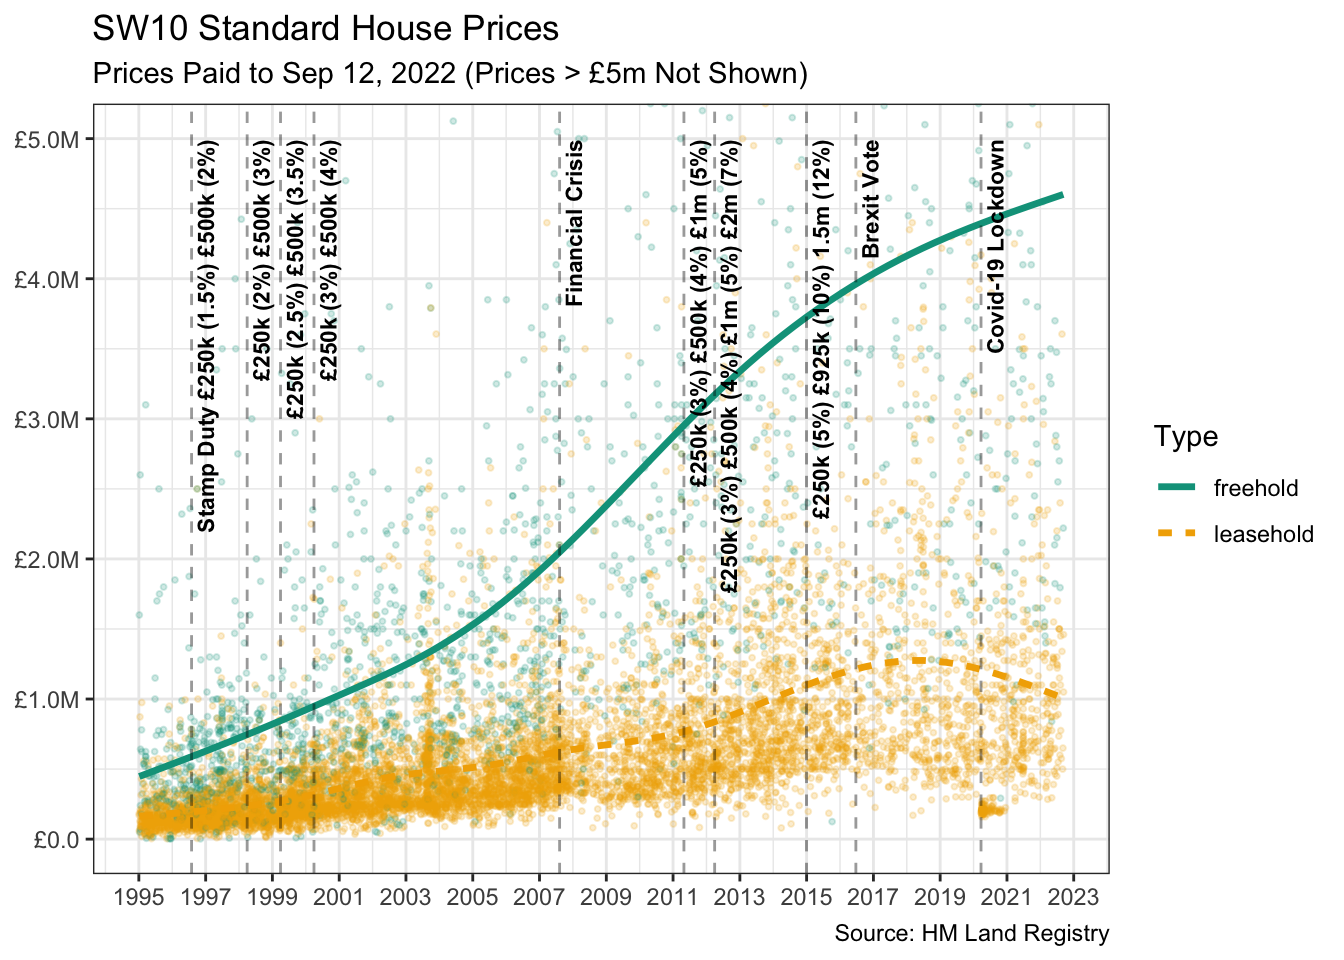 SW10 Standard House Prices
Prices Paid to Sep 12, 2022 (Prices > £5m Not Shown)
£5.0M
£4.0M
£3.0M
£2.0M
£1.0M
£0.0
Stamp Duty £250k (1.5%) £500k (2%)
£250k (2%) £500k (3%)
£250k (2.5%) £500k (3.5%)
£250k (3%) £500k (4%)
Financial Crisis
£250k (3%) £500k (4%) £1m (5%)
£250k (3%) £500k (4%) £1m (5%) £2m (7%)
£250k (5%) £925k (10%) 1.5m (12%)
Brexit Vote
Covid-19 Lockdown
1995 1997 1999 2001 2003 2005 2007 2009 2011 2013 2015 2017 2019 2021 2023
Type
freehold
leasehold
Source: HM Land Registry